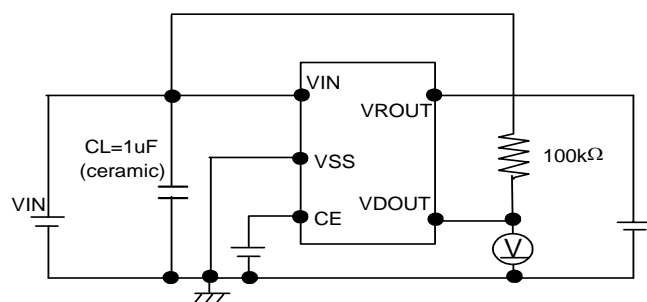 VIN
VROUT
CL=1uF
(ceramic)
100kΩ
VSS
VIN
VDOUT
CE
V